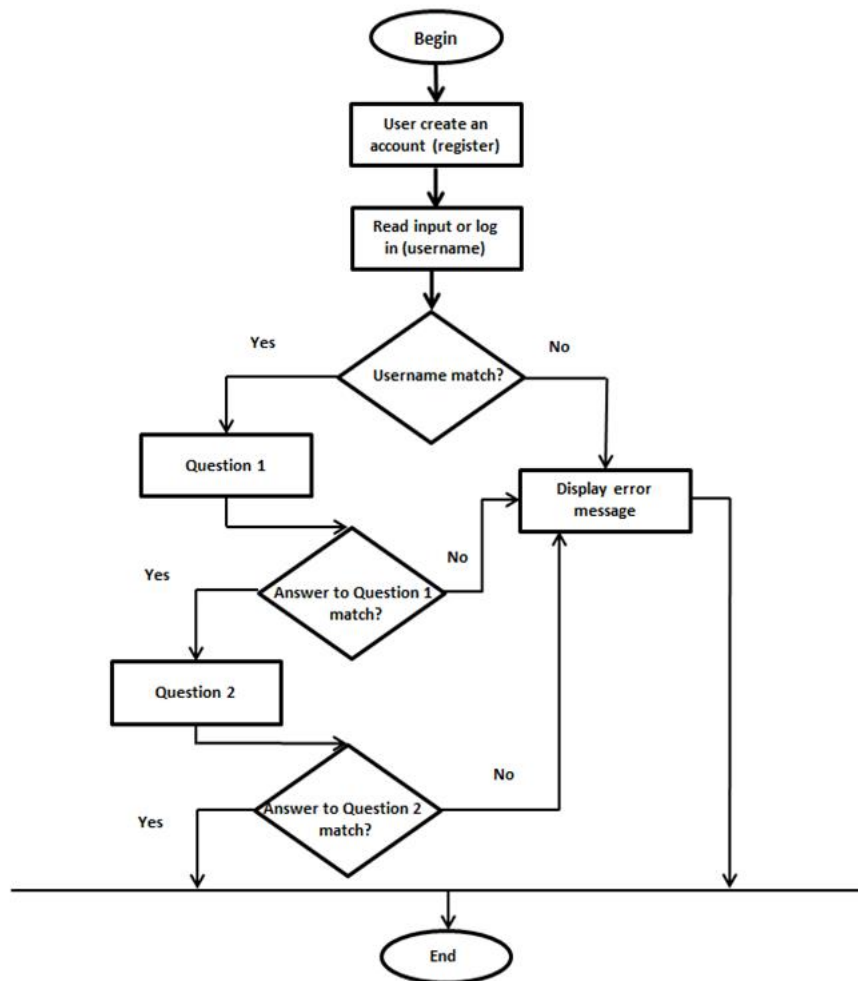 Begin
User create an
account (register)
Read input or log
in (username)
Yes
No
Username match?
Question 1
Display error
message
No
Yes
Answer to Question 1
match?
Question 2
No
Yes
Answer to Question 2
match?
End